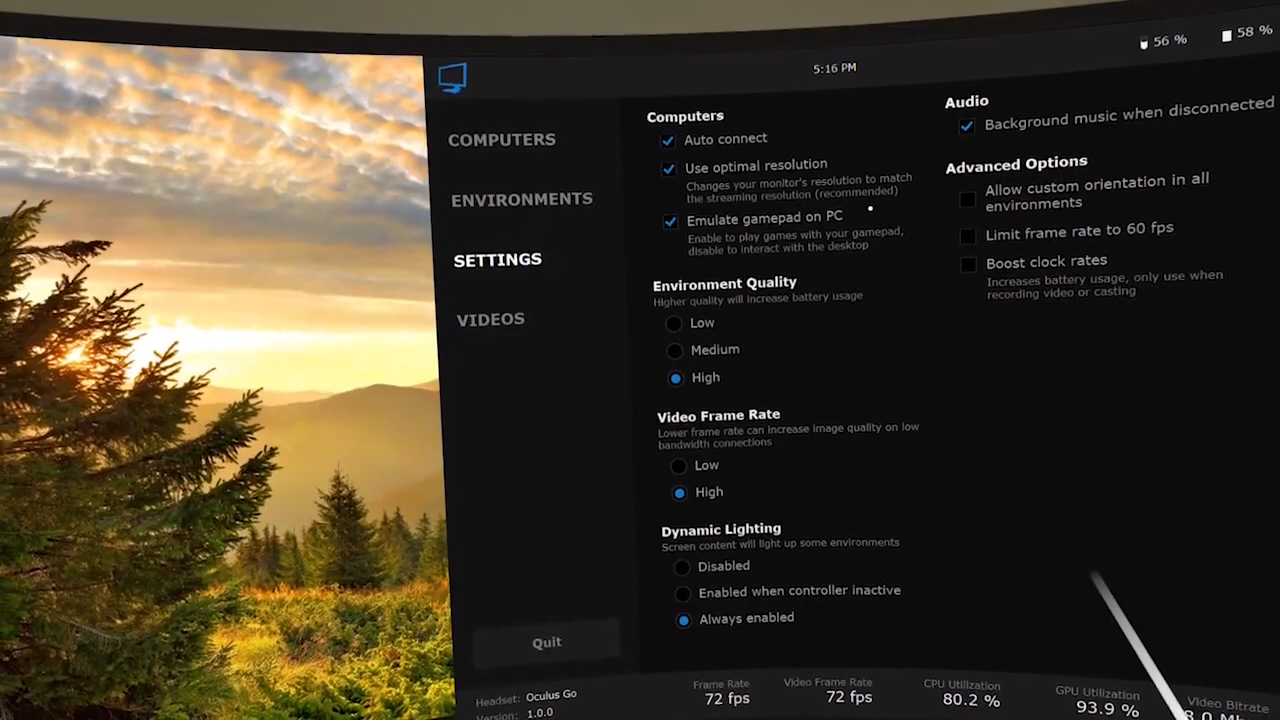 5:16 PM
56 %
58 %
COMPUTERS
ENVIRONMENTS
SETTINGS
VIDEOS
Quit
Computers
Auto connect
Use optimal resolution
Changes your monitor's resolution to match
the streaming resolution (recommended)
Emulate gamepad on PC
Enable to play games with your gamepad,
disable to interact with the desktop
Environment Quality
Higher quality will increase battery usage
Low
Medium
High
Video Frame Rate
Lower frame rate can increase image quality on low
bandwidth connections
Low
High
Dynamic Lighting
Screen content will light up some environments
Disabled
Enabled when controller inactive
Always enabled
Audio
Background music when disconnected
Advanced Options
Allow custom orientation in all
environments
Limit frame rate to 60 fps
Boost clock rates
Increases battery usage, only use when
recording video or casting
Headset: Oculus Go
Version: 1.0.0
Frame Rate
72 fps
Video Frame Rate
72 fps
CPU Utilization
80.2 %
GPU Utilization
93.9 %
Video Bitrate